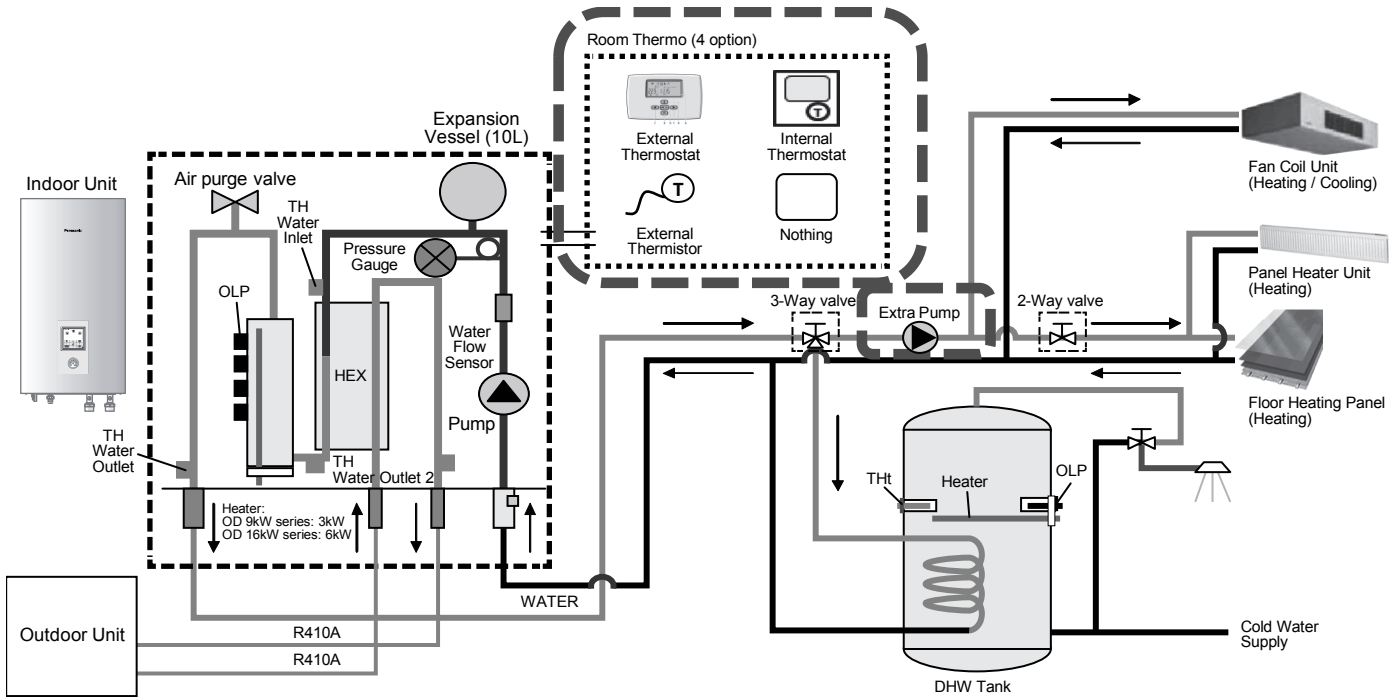 Room Thermo (4 option)
External
Thermostat
Internal
Thermostat
T
External
Thermistor
T
Nothing
Indoor Unit
Panasonic
Expansion
Vessel (10L)
Air purge valve
TH
Water
Inlet
Pressure
Gauge
OLP
HEX
Water
Flow
Sensor
Pump
TH
Water
Outlet
TH
Water Outlet 2
Heater:
OD 9kW series: 3kW
OD 16kW series: 6kW
Outdoor Unit
R410A
R410A
WATER
3-Way valve
Extra Pump
2-Way valve
Fan Coil Unit
(Heating / Cooling)
Panel Heater Unit
(Heating)
Floor Heating Panel
(Heating)
THt
Heater
OLP
DHW Tank
Cold Water
Supply